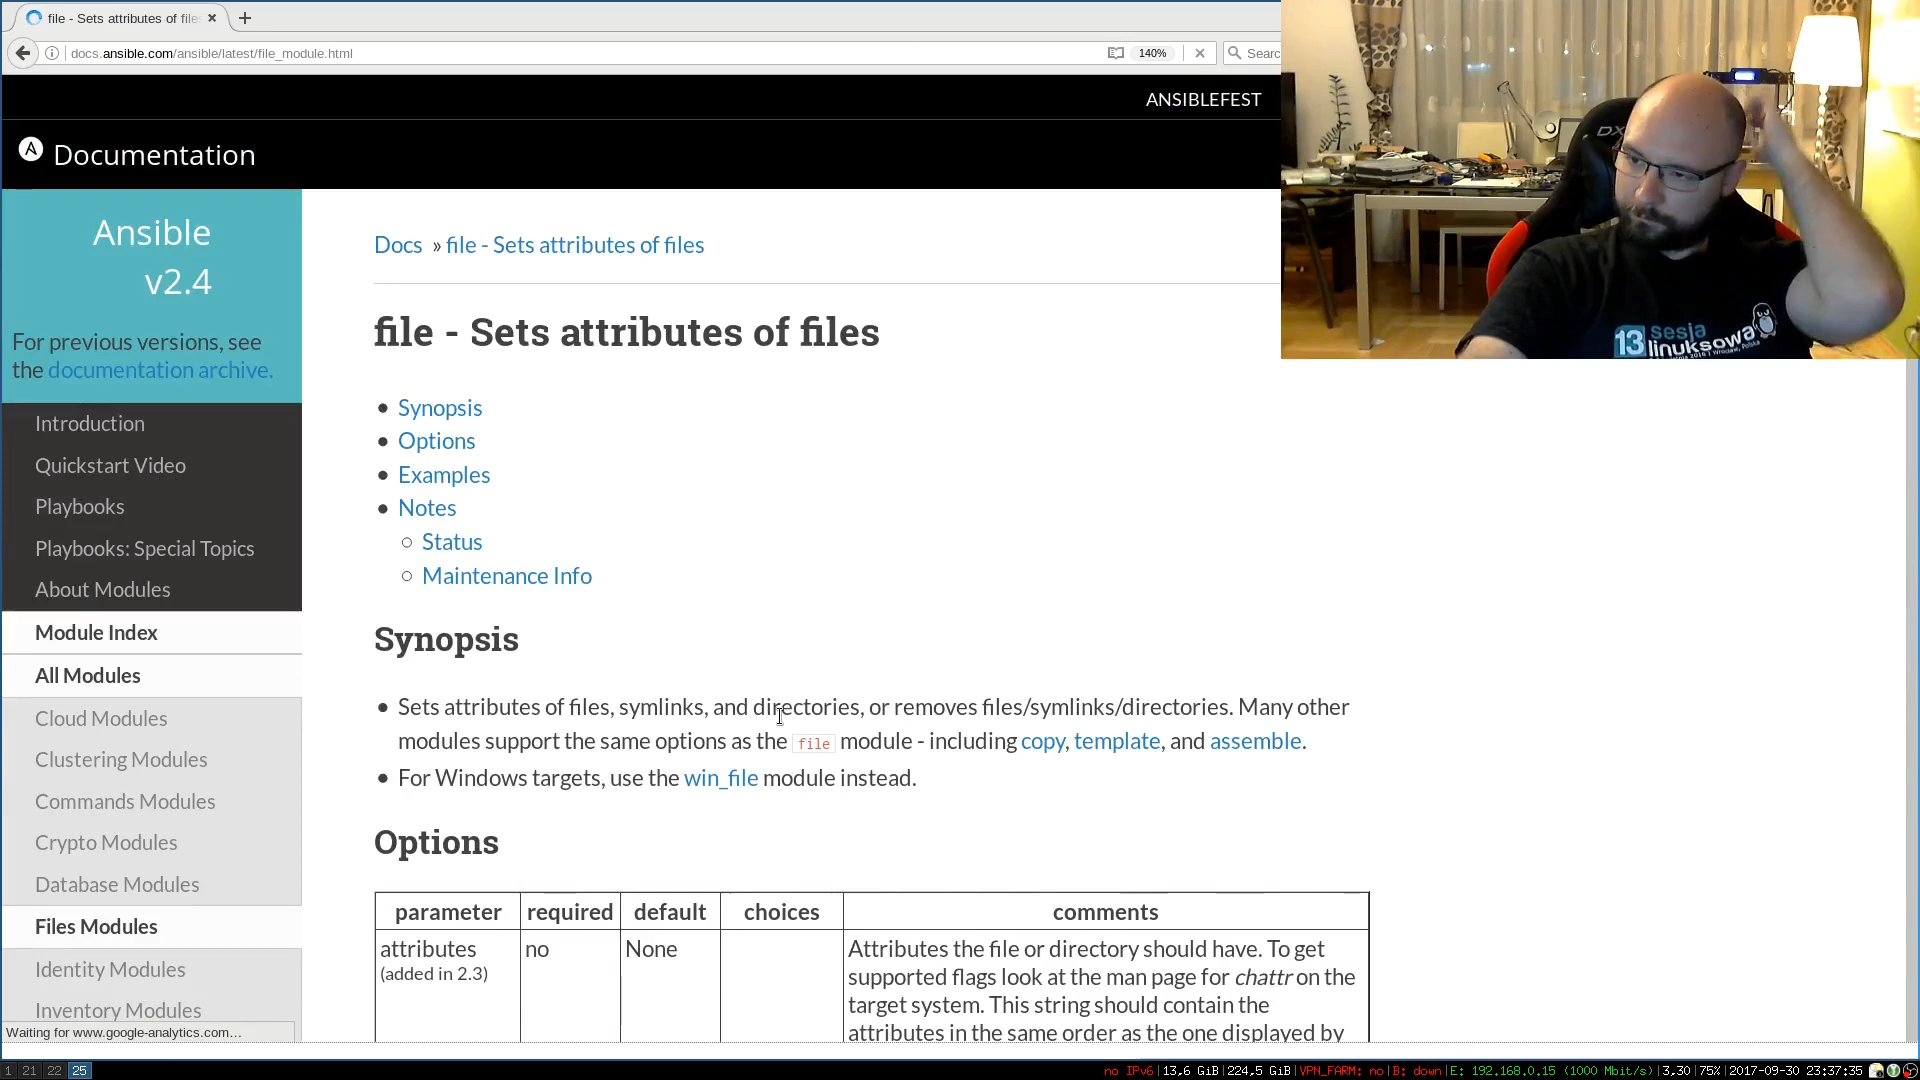 file - Sets attributes of file
docs.ansible.com/ansible/latest/file_module.html
140%
Searc
ANSIBLEFEST
Documentation
Ansible
v2.4
For previous versions, see
the documentation archive.
Introduction
Quickstart Video
Playbooks
Playbooks: Special Topics
About Modules
Module Index
All Modules
Cloud Modules
Clustering Modules
Commands Modules
Crypto Modules
Database Modules
Files Modules
Identity Modules
Inventory Modules
Waiting for www.google-analytics.com…
Docs » file - Sets attributes of files
file - Sets attributes of files
Synopsis
Options
Examples
Notes
Status
Maintenance Info
Synopsis
Sets attributes of files, symlinks, and directories, or removes files/symlinks/directories. Many other
modules support the same options as the file module - including copy, template, and assemble.
For Windows targets, use the win_file module instead.
Options
parameter required default choices comments
attributes no None Attributes the file or directory should have. To get
(added in 2.3) supported flags look at the man page for chattr on the
target system. This string should contain the
attributes in the same order as the one displayed by
DX
13 sesja
linuksowa
Wrocław, Polska
1 21 22 25
no IPv6|13,6 GiB|224,5 GiB|VPN_FARM: no|B: down|E: 192.168.0.15 (1000 Mbit/s)|3,30|75%|2017-09-30 23:37:35